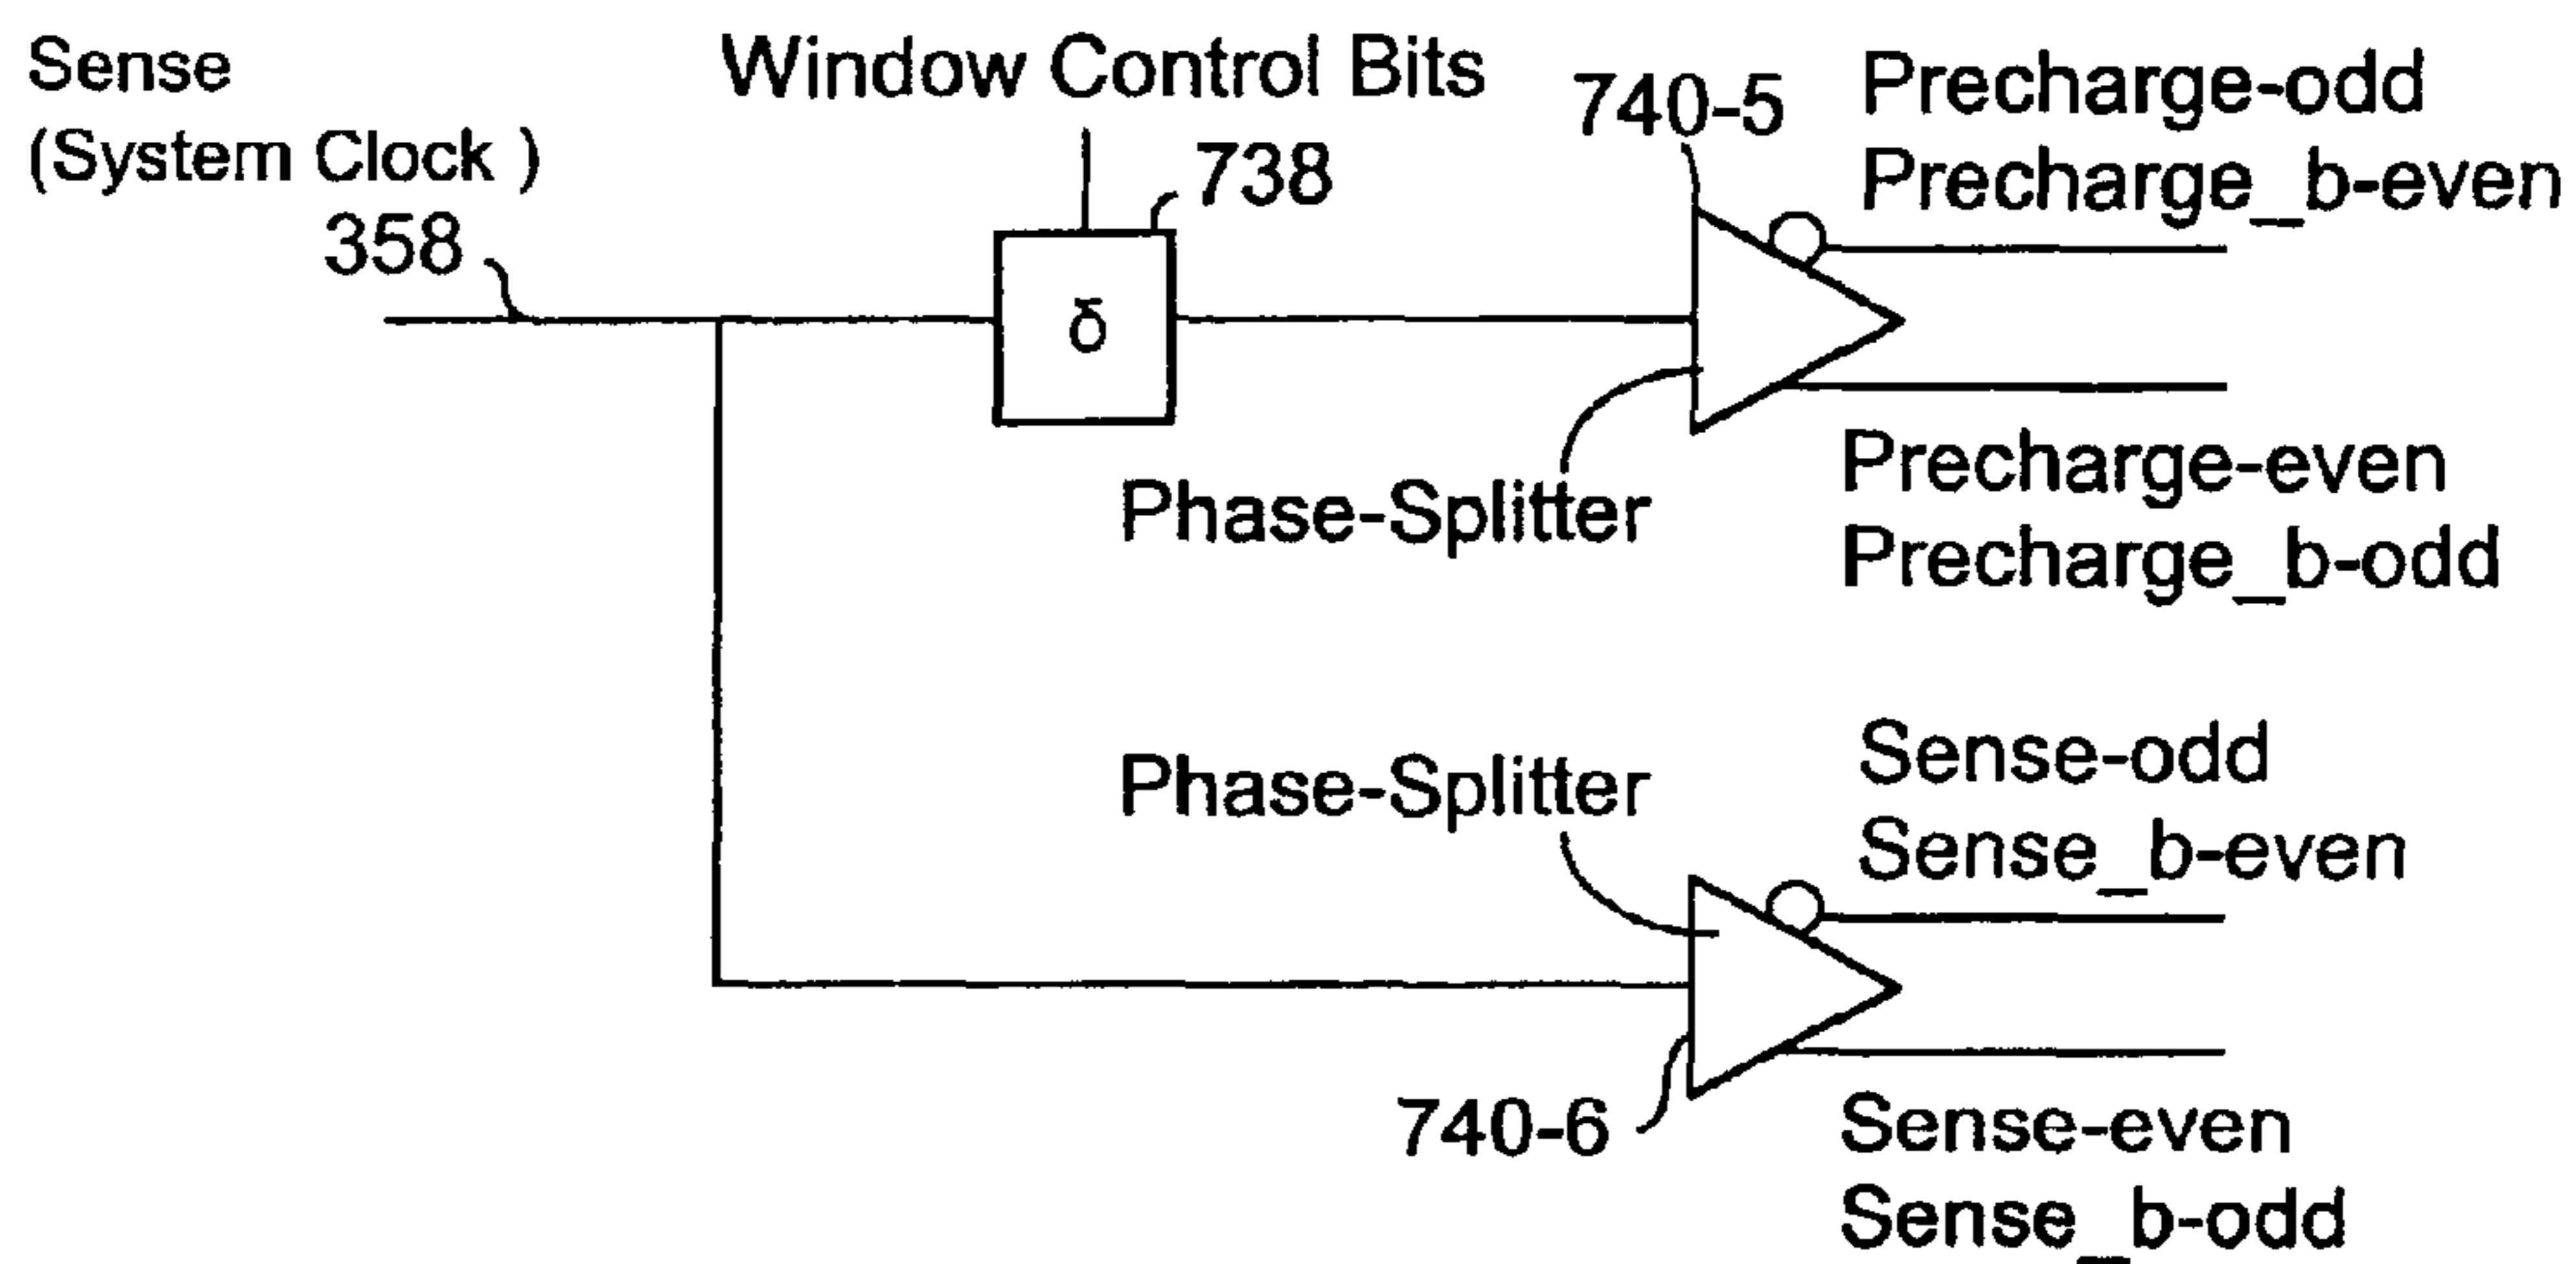 Sense
(System Clock )
358
Window Control Bits
738
δ
740-5
Precharge-odd
Precharge_b-even
Phase-Splitter
Precharge-even
Precharge_b-odd
Phase-Splitter
Sense-odd
Sense_b-even
740-6
Sense-even
Sense_b-odd